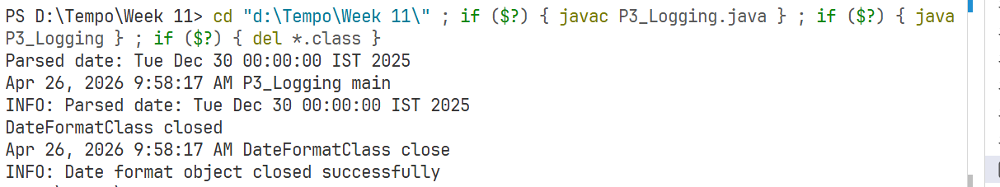 PS D:\Tempo\Week 11> cd "d:\Tempo\Week 11\" ; if ($?) { javac P3_Logging.java } ; if ($?) { java
P3_Logging } ; if ($?) { del *.class }
Parsed date: Tue Dec 30 00:00:00 IST 2025
Apr 26, 2026 9:58:17 AM P3_Logging main
INFO: Parsed date: Tue Dec 30 00:00:00 IST 2025
DateFormatClass closed
Apr 26, 2026 9:58:17 AM DateFormatClass close
INFO: Date format object closed successfully